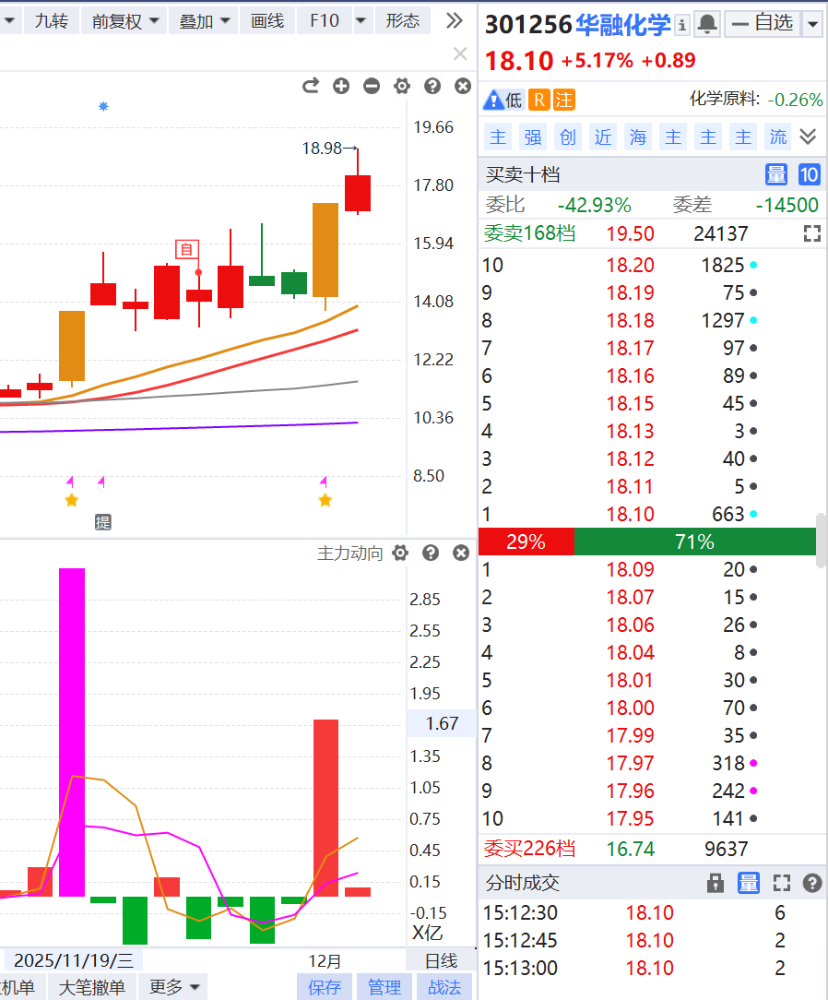 九转 前复权 叠加 画线 F10 形态
19.66
18.98→
17.80
15.94
自
14.08
12.22
10.36
8.50
提
主力动向
2.85
2.55
2.25
1.95
1.67
1.35
1.05
0.75
0.45
0.15
-0.15
X亿
2025/11/19/三 12月 日线
机单 大笔撤单 更多 保存 管理 战法
301256 华融化学 i — 自选
18.10 +5.17% +0.89
低 R 注 化学原料: -0.26%
主 强 创 近 海 主 主 主 流
买卖十档 量 10
委比 -42.93% 委差 -14500
委卖168档 19.50 24137
10 18.20 1825
9 18.19 75
8 18.18 1297
7 18.17 97
6 18.16 89
5 18.15 45
4 18.13 3
3 18.12 40
2 18.11 5
1 18.10 663
29% 71%
1 18.09 20
2 18.07 15
3 18.06 26
4 18.04 8
5 18.01 30
6 18.00 70
7 17.99 35
8 17.97 318
9 17.96 242
10 17.95 141
委买226档 16.74 9637
分时成交 量
15:12:30 18.10 6
15:12:45 18.10 2
15:13:00 18.10 2